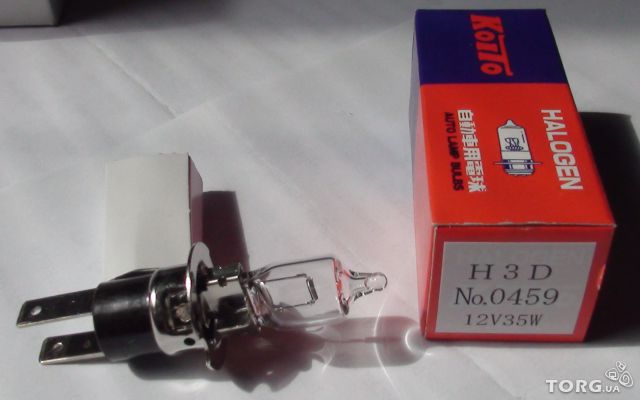 KOITO
HALOGEN
自動車用電球
AUTO LAMP BULBS
H3D
No.0459
12V35W
TORG.UA